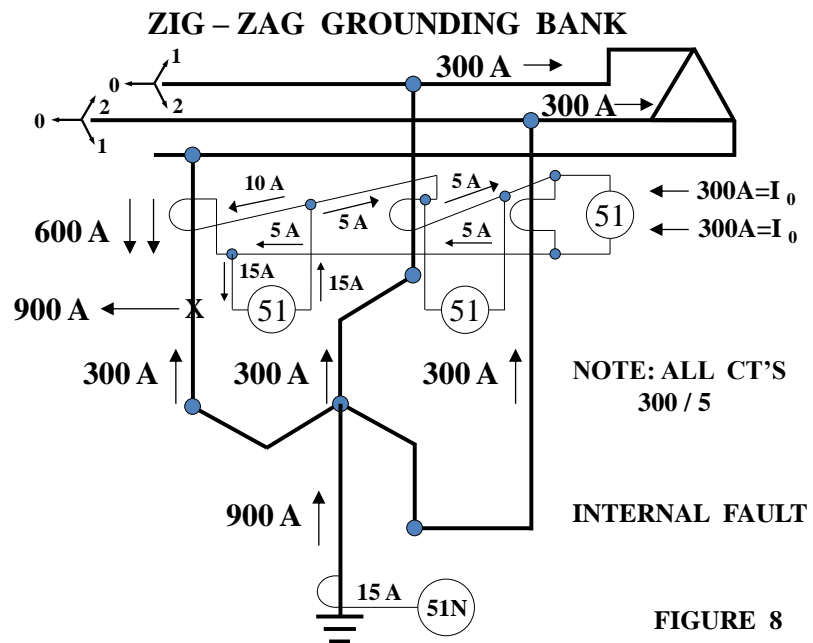 ZIG – ZAG GROUNDING BANK
1
0
2
300 A
2
0
1
300 A
10 A
5 A
5 A
51
300A=I 0
300A=I 0
600 A
5 A
5 A
15A
15A
51
51
900 A
X
300 A
300 A
300 A
NOTE: ALL CT'S
300 / 5
900 A
INTERNAL FAULT
15 A
51N
FIGURE 8